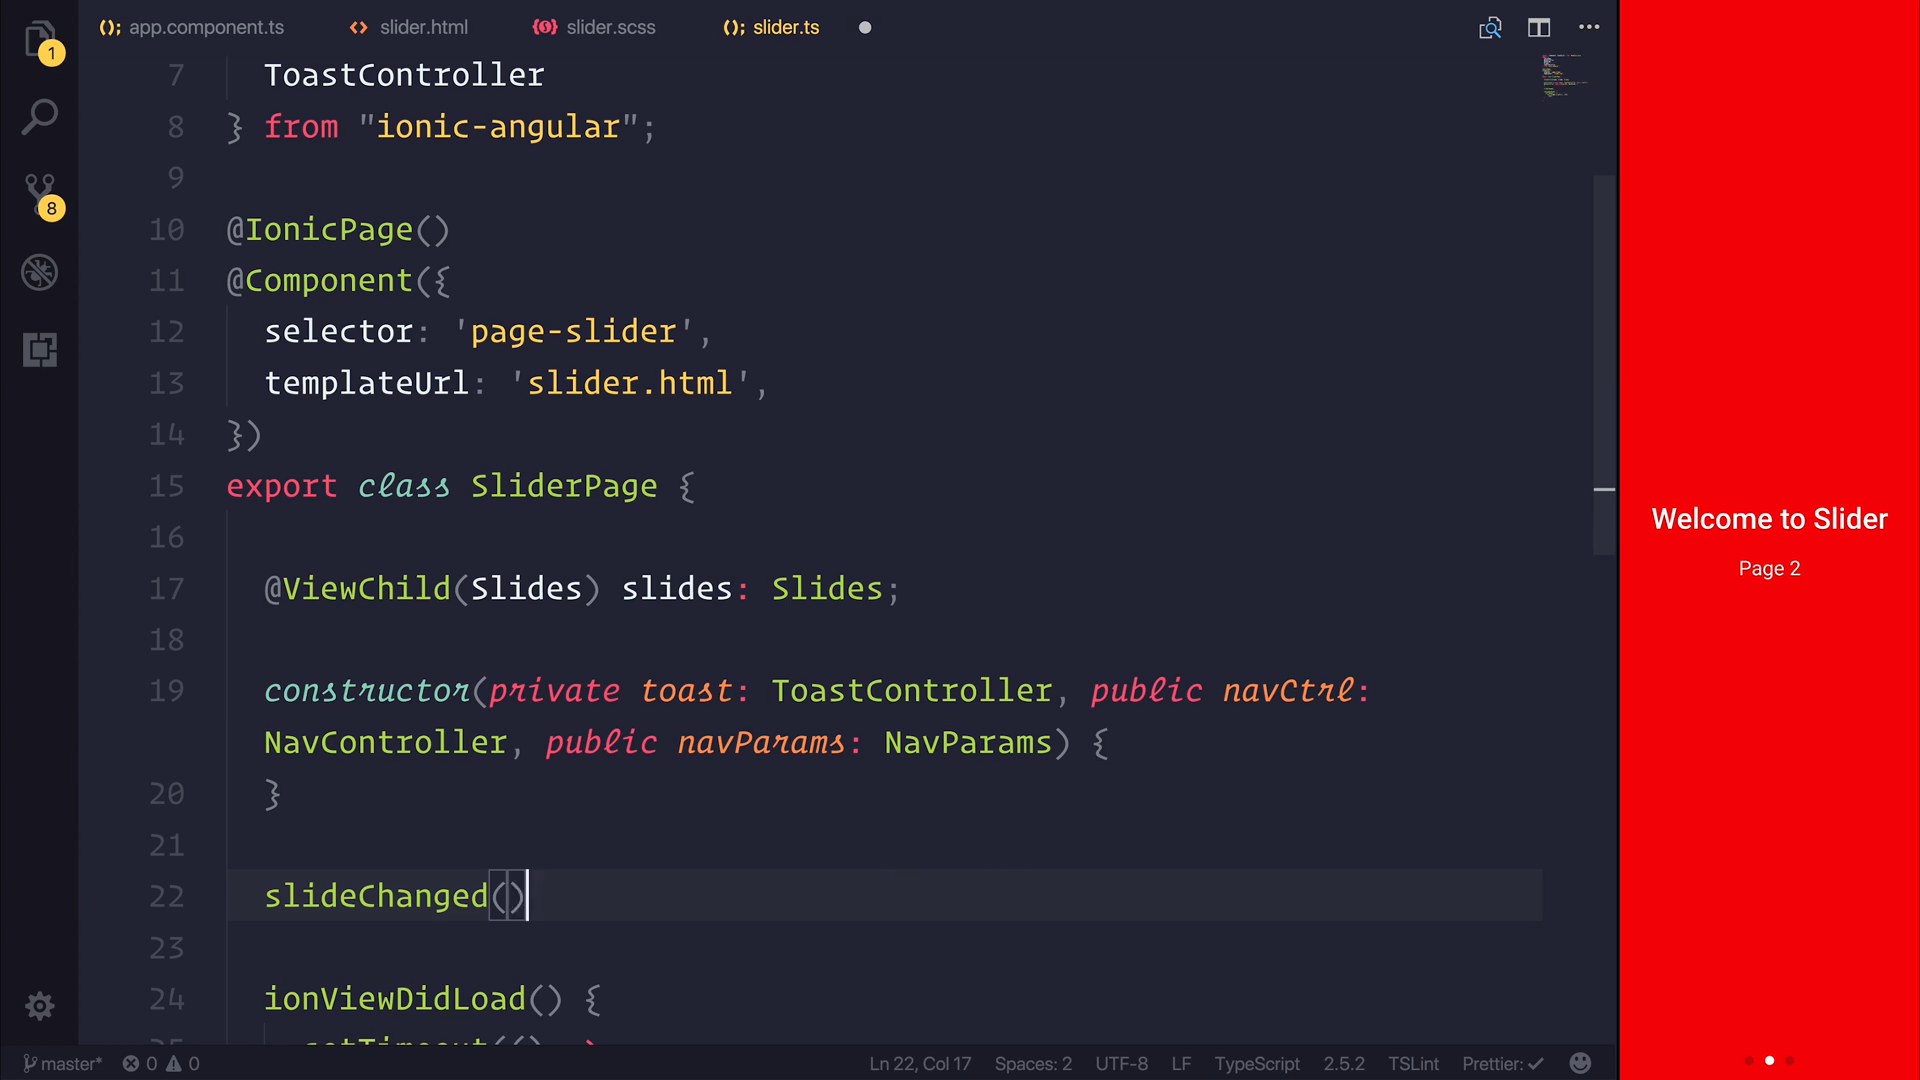 (); app.component.ts <> slider.html slider.scss (); slider.ts
7 ToastController
8 } from "ionic-angular";
9
10 @IonicPage()
11 @Component({
12 selector: 'page-slider',
13 templateUrl: 'slider.html',
14 })
15 export class SliderPage {
16
17 @ViewChild(Slides) slides: Slides;
18
19 constructor(private toast: ToastController, public navCtrl:
NavController, public navParams: NavParams) {
20 }
21
22 slideChanged()
23
24 ionViewDidLoad() {
1
8
Welcome to Slider
Page 2
master* 0 0 Ln 22, Col 17 Spaces: 2 UTF-8 LF TypeScript 2.5.2 TSLint Prettier: ✓